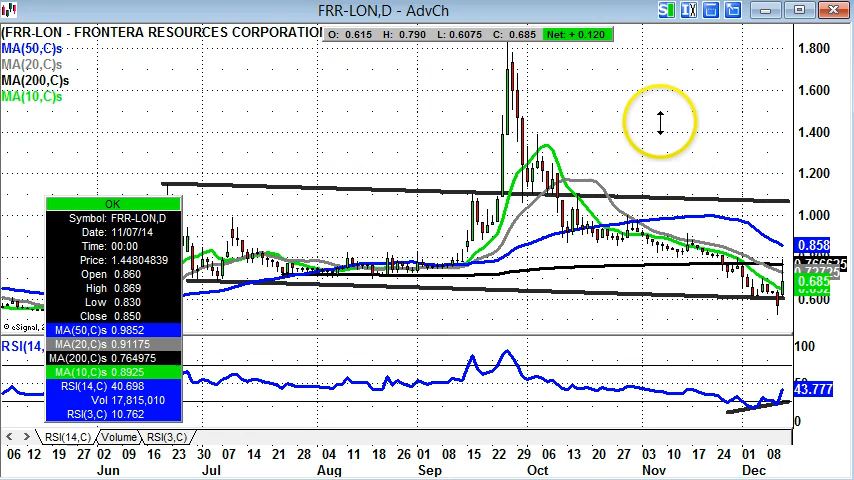 FRR-LON,D - AdvCh
(FRR-LON - FRONTERA RESOURCES CORPORATION
O: 0.615 H: 0.790 L: 0.6075 C: 0.685 Net: + 0.120
MA(50,C)s
MA(20,C)s
MA(200,C)s
MA(10,C)s
1.800
1.600
1.400
1.200
1.000
0.858
0.766625
0.72725
0.685
0.600
OK
Symbol: FRR-LON,D
Date: 11/07/14
Time: 00:00
Price: 1.44804839
Open 0.860
High 0.869
Low 0.830
Close 0.850
MA(50,C)s 0.9852
MA(20,C)s 0.91175
MA(200,C)s 0.764975
MA(10,C)s 0.8925
RSI(14,C) 40.698
Vol 17,815,010
RSI(3,C) 10.762
© eSignal,
RSI(14,
100
43.777
0
RSI(14,C) Volume RSI(3,C)
06 12 19 27 02 09 16 23 30 07 14 21 28 04 11 18 26 01 08 15 22 29 06 13 20 27 03 10 17 24 01 08
Jun Jul Aug Sep Oct Nov Dec